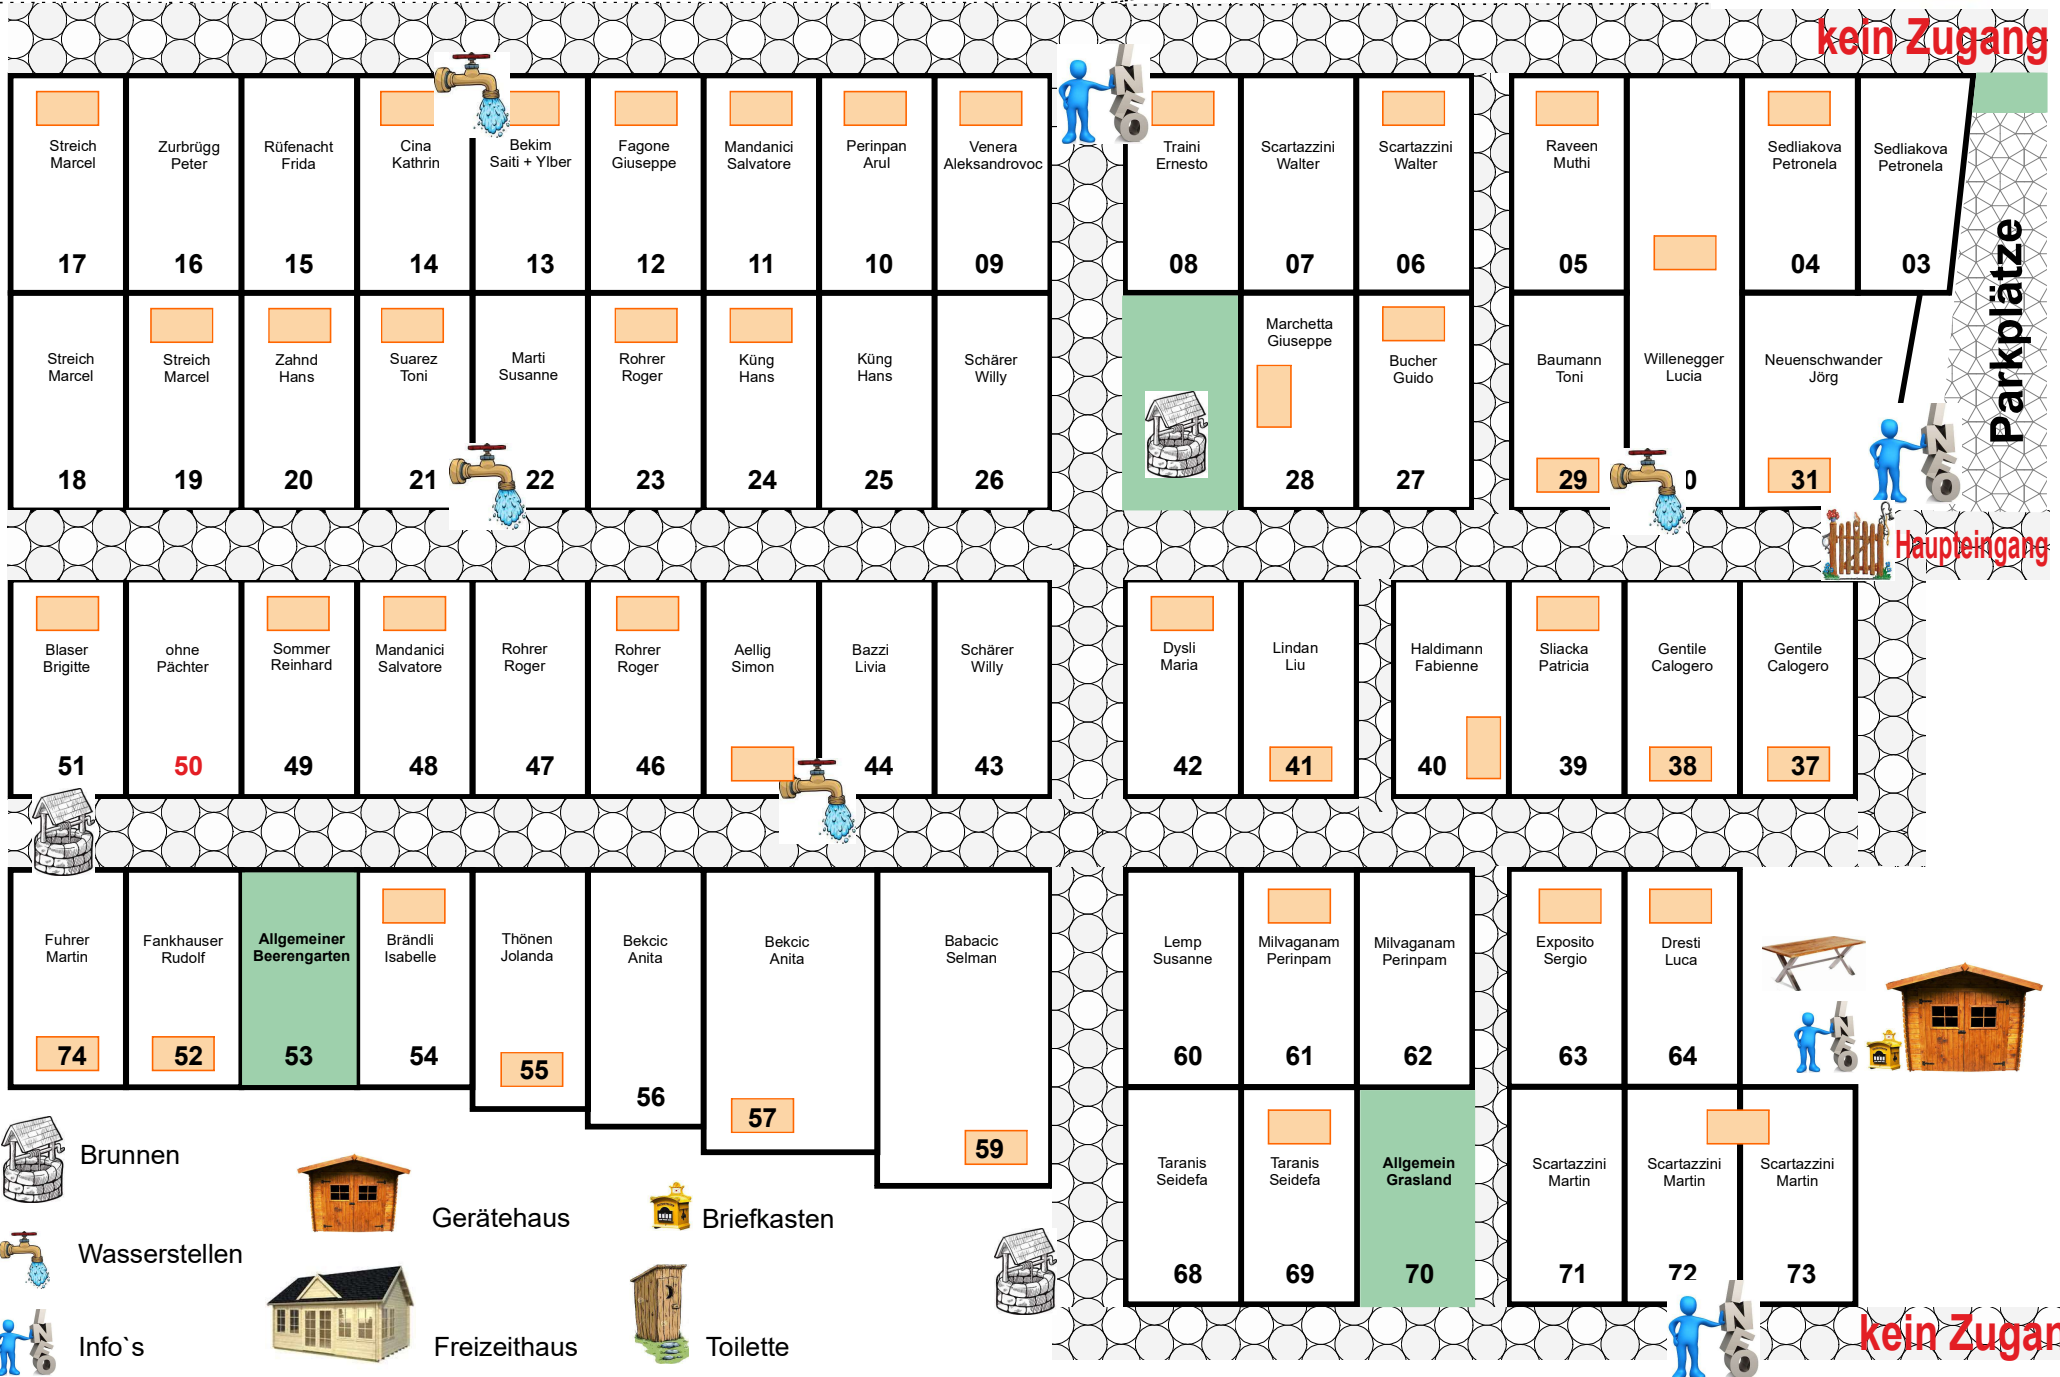 kein Zugang
Streich
Marcel
17
Zurbrügg
Peter
16
Rüfenacht
Frida
15
Cina
Kathrin
14
Bekim
Saiti + Ylber
13
Fagone
Giuseppe
12
Mandanici
Salvatore
11
Perinpan
Arul
10
Venera
Aleksandrovoc
09
INFO
Traini
Ernesto
08
Scartazzini
Walter
07
Scartazzini
Walter
06
Raveen
Muthi
05
Sedliakova
Petronela
04
Sedliakova
Petronela
03
Parkplätze
Streich
Marcel
18
Streich
Marcel
19
Zahnd
Hans
20
Suarez
Toni
21
Marti
Susanne
22
Rohrer
Roger
23
Küng
Hans
24
Küng
Hans
25
Schärer
Willy
26
Marchetta
Giuseppe
28
Bucher
Guido
27
Baumann
Toni
29
Willenegger
Lucia
0
Neuenschwander
Jörg
31
INFO
Haupteingang
Blaser
Brigitte
51
ohne
Pächter
50
Sommer
Reinhard
49
Mandanici
Salvatore
48
Rohrer
Roger
47
Rohrer
Roger
46
Aellig
Simon
Bazzi
Livia
44
Schärer
Willy
43
Dysli
Maria
42
Lindan
Liu
41
Haldimann
Fabienne
40
Sliacka
Patricia
39
Gentile
Calogero
38
Gentile
Calogero
37
Fuhrer
Martin
74
Fankhauser
Rudolf
52
Allgemeiner
Beerengarten
53
Brändli
Isabelle
54
Thönen
Jolanda
55
Bekcic
Anita
56
Bekcic
Anita
57
Babacic
Selman
59
Lemp
Susanne
60
Milvaganam
Perinpam
61
Milvaganam
Perinpam
62
Exposito
Sergio
63
Dresti
Luca
64
INFO
Taranis
Seidefa
68
Taranis
Seidefa
69
Allgemein
Grasland
70
Scartazzini
Martin
71
Scartazzini
Martin
72
Scartazzini
Martin
73
INFO
kein Zugan
Brunnen
Gerätehaus
Briefkasten
Wasserstellen
INFO
Info`s
Freizeithaus
Toilette